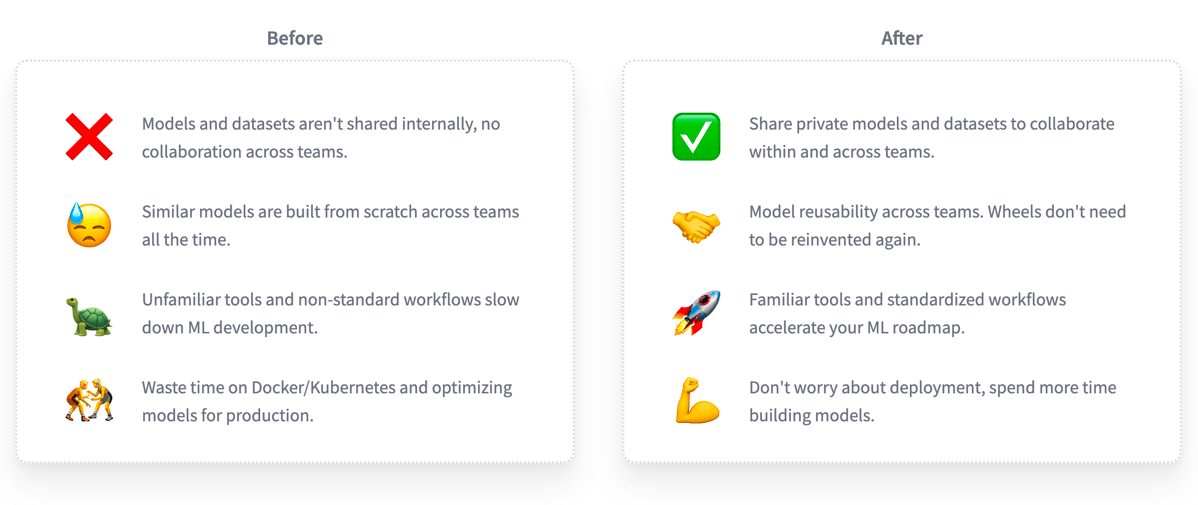 Before
Models and datasets aren't shared internally, no
collaboration across teams.
Similar models are built from scratch across teams
all the time.
Unfamiliar tools and non-standard workflows slow
down ML development.
Waste time on Docker/Kubernetes and optimizing
models for production.
After
Share private models and datasets to collaborate
within and across teams.
Model reusability across teams. Wheels don't need
to be reinvented again.
Familiar tools and standardized workflows
accelerate your ML roadmap.
Don't worry about deployment, spend more time
building models.